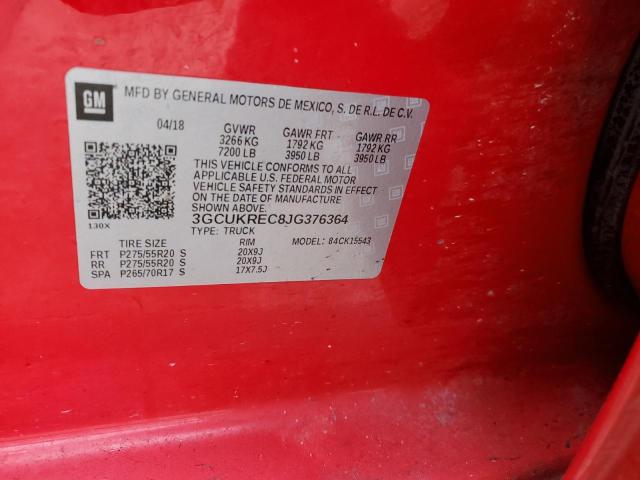 GM
MFD BY GENERAL MOTORS DE MEXICO, S. DE R.L. DE C.V.
04/18 GVWR GAWR FRT GAWR RR
3266 KG 1792 KG 1792 KG
7200 LB 3950 LB 3950 LB
THIS VEHICLE CONFORMS TO ALL
APPLICABLE U.S. FEDERAL MOTOR
VEHICLE SAFETY STANDARDS IN EFFECT
ON THE DATE OF MANUFACTURE
SHOWN ABOVE.
3GCUKREC8JG376364
130X TYPE: TRUCK
TIRE SIZE RIM MODEL: 84CK15543
FRT P275/55R20 S 20X9J
RR P275/55R20 S 20X9J
SPA P265/70R17 S 17X7.5J